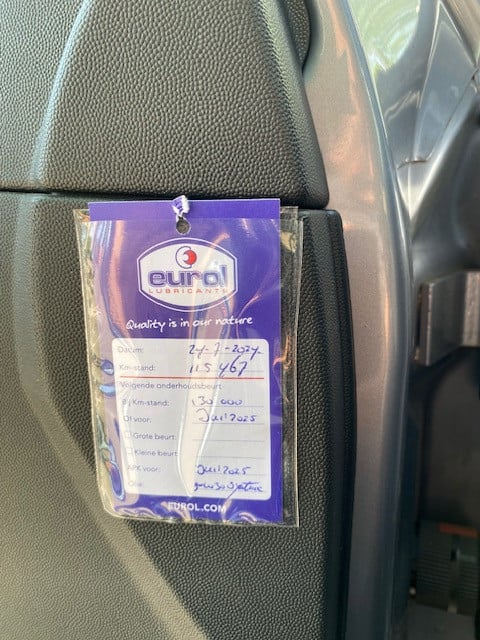 eurol
LUBRICANTS
Quality is in our nature
Datum: 24-7-2024
Km-stand: 115 467
Volgende onderhoudsbeurt
Bij Km-stand: 130 000
Of voor: Juli 2025
Grote beurt:
Kleine beurt:
APK voor: Juli 2025
Olie:
EUROL.COM